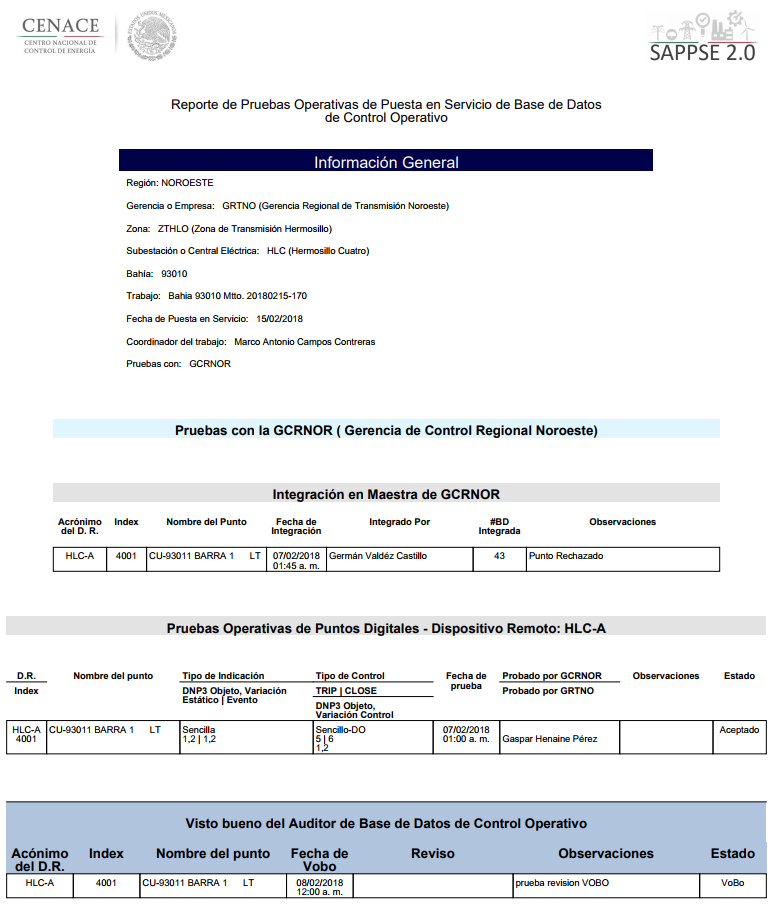 CENACE
CENTRO NACIONAL DE
CONTROL DE ENERGÍA
ESTADOS UNIDOS MEXICANOS
SAPPSE 2.0
Reporte de Pruebas Operativas de Puesta en Servicio de Base de Datos
de Control Operativo
Información General
Región: NOROESTE
Gerencia o Empresa: GRTNO (Gerencia Regional de Transmisión Noroeste)
Zona: ZTHLO (Zona de Transmisión Hermosillo)
Subestación o Central Eléctrica: HLC (Hermosillo Cuatro)
Bahía: 93010
Trabajo: Bahia 93010 Mtto. 20180215-170
Fecha de Puesta en Servicio: 15/02/2018
Coordinador del trabajo: Marco Antonio Campos Contreras
Pruebas con: GCRNOR
Pruebas con la GCRNOR ( Gerencia de Control Regional Noroeste)
Integración en Maestra de GCRNOR
Acrónimo del D. R. Index Nombre del Punto Fecha de Integración Integrado Por #BD Integrada Observaciones
HLC-A 4001 CU-93011 BARRA 1 LT 07/02/2018 01:45 a. m. Germán Valdéz Castillo 43 Punto Rechazado
Pruebas Operativas de Puntos Digitales - Dispositivo Remoto: HLC-A
D.R. Nombre del punto Tipo de Indicación Tipo de Control Fecha de prueba Probado por GCRNOR Observaciones Estado
Index DNP3 Objeto, Variación Estático | Evento TRIP | CLOSE Probado por GRTNO
DNP3 Objeto, Variación Control
HLC-A CU-93011 BARRA 1 LT Sencilla Sencillo-DO 07/02/2018 Aceptado
4001 1,2 | 1,2 5 | 6 01:00 a. m. Gaspar Henaine Pérez
1,2
Visto bueno del Auditor de Base de Datos de Control Operativo
Acónimo del D.R. Index Nombre del punto Fecha de Vobo Reviso Observaciones Estado
HLC-A 4001 CU-93011 BARRA 1 LT 08/02/2018 12:00 a. m. prueba revision VOBO VoBo